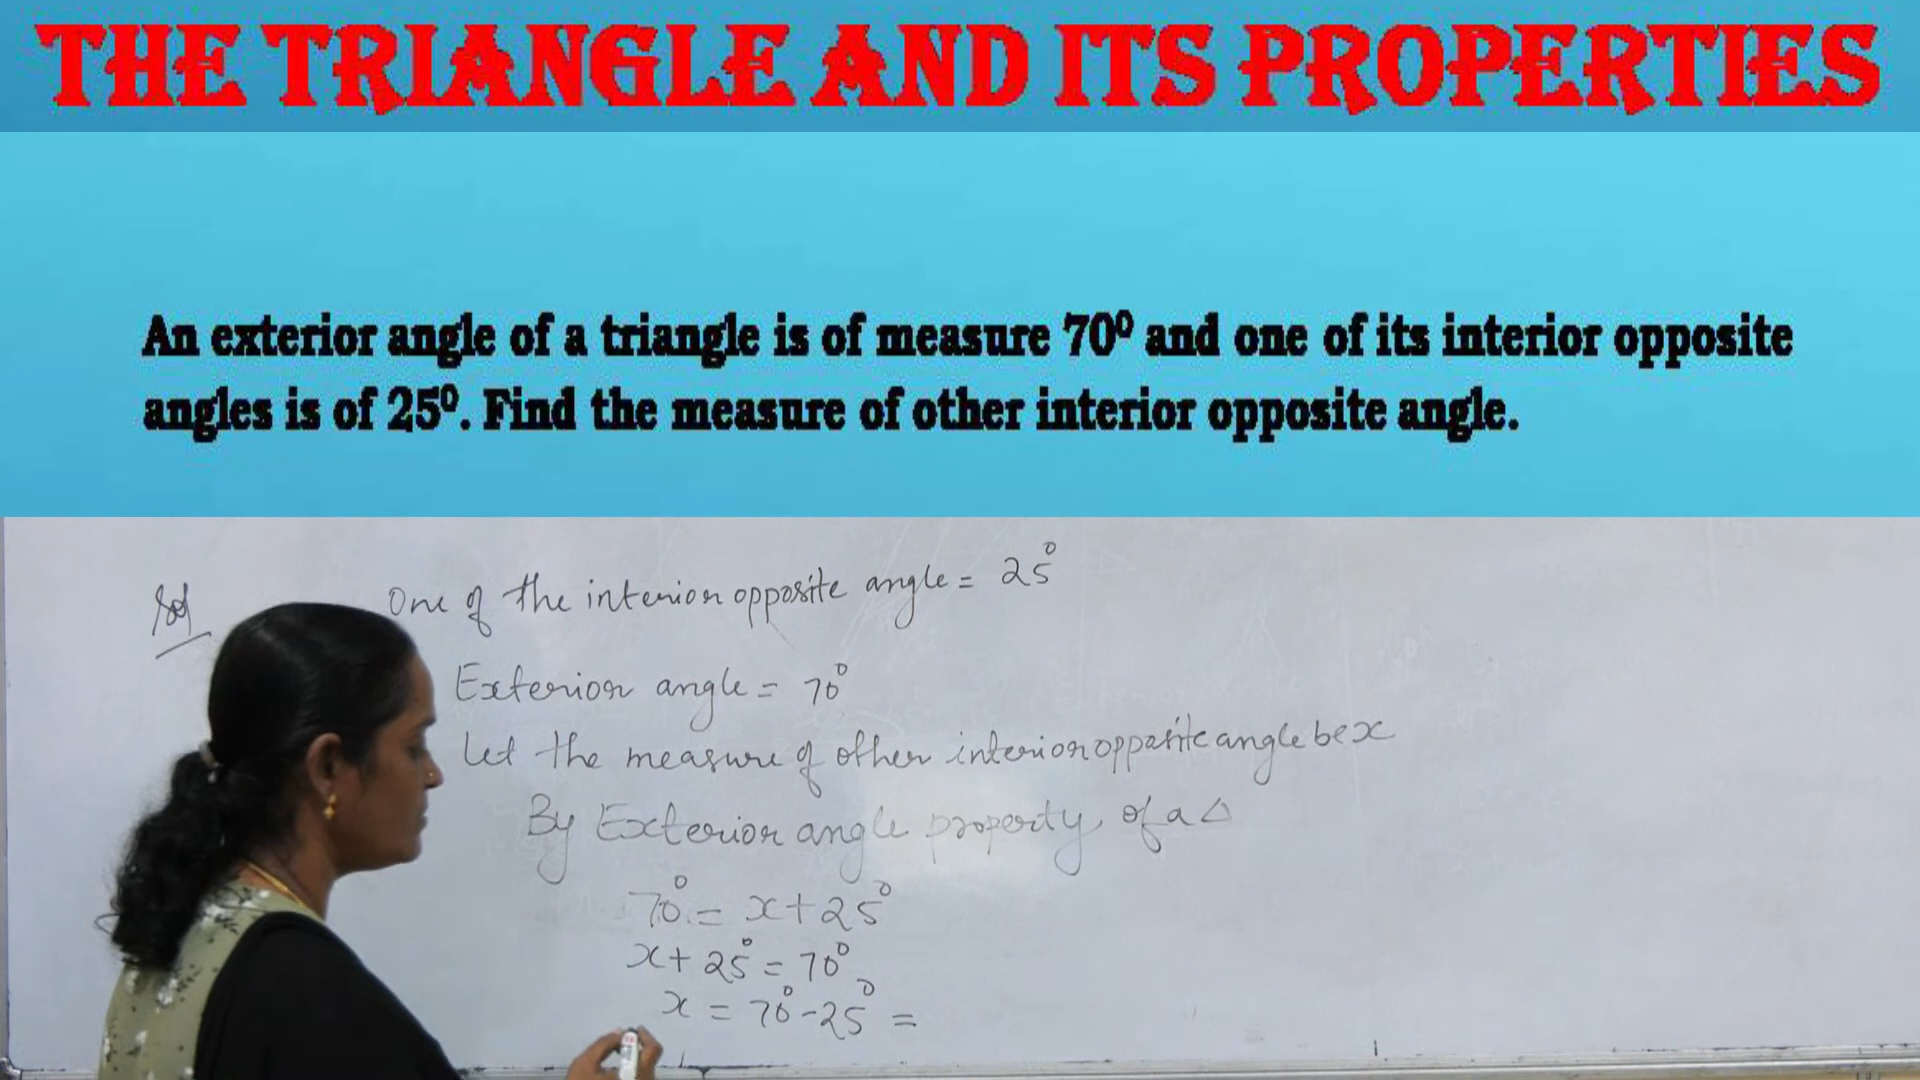 THE TRIANGLE AND ITS PROPERTIES
An exterior angle of a triangle is of measure 70⁰ and one of its interior opposite
angles is of 25⁰. Find the measure of other interior opposite angle.
Sol
One of the interior opposite angle = 25°
Exterior angle = 70°
Let the measure of other interior opposite angle be x
By Exterior angle property of a △
70° = x + 25°
x + 25° = 70°
x = 70° - 25° =